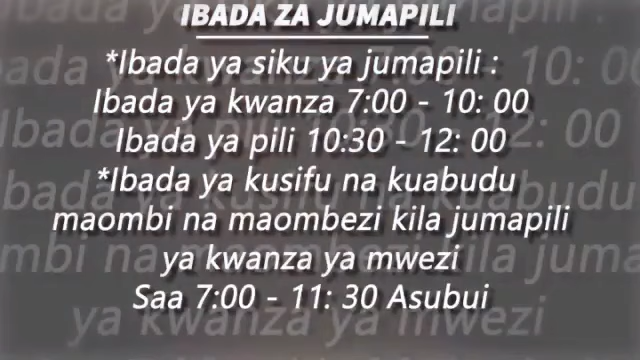 IBADA ZA JUMAPILI
*Ibada ya siku ya jumapili :
Ibada ya kwanza 7:00 - 10: 00
Ibada ya pili 10:30 - 12: 00
*Ibada ya kusifu na kuabudu
maombi na maombezi kila jumapili
ya kwanza ya mwezi
Saa 7:00 - 11: 30 Asubui